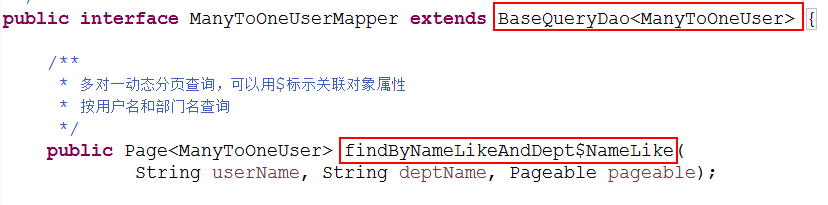 public interface ManyToOneUserMapper extends BaseQueryDao<ManyToOneUser> {
/**
* 多对一动态分页查询，可以用$标示关联对象属性
* 按用户名和部门名查询
*/
public Page<ManyToOneUser> findByNameLikeAndDept$NameLike(
String userName, String deptName, Pageable pageable);